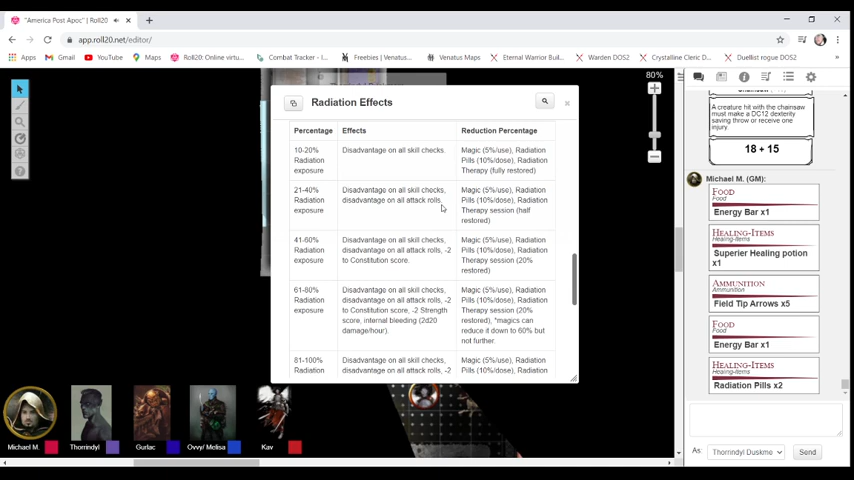 "America Post Apoc" | Roll20
app.roll20.net/editor/
Apps
Gmail
YouTube
Maps
Roll20: Online virtu...
Combat Tracker - I...
Freebies | Venatus...
Venatus Maps
Eternal Warrior Buil...
Warden DOS2
Crystalline Cleric D...
Duellist rogue DOS2
»
80%
Radiation Effects
Percentage Effects Reduction Percentage
10-20%
Radiation
exposure
Disadvantage on all skill checks.
Magic (5%/use), Radiation
Pills (10%/dose), Radiation
Therapy (fully restored)
21-40%
Radiation
exposure
Disadvantage on all skill checks,
disadvantage on all attack rolls,
Magic (5%/use), Radiation
Pills (10%/dose), Radiation
Therapy session (half
restored)
41-60%
Radiation
exposure
Disadvantage on all skill checks,
disadvantage on all attack rolls, -2
to Constitution score.
Magic (5%/use), Radiation
Pills (10%/dose), Radiation
Therapy session (20%
restored)
61-80%
Radiation
exposure
Disadvantage on all skill checks,
disadvantage on all attack rolls, -2
to Constitution score, -2 Strength
score, internal bleeding (2d20
damage/hour).
Magic (5%/use), Radiation
Pills (10%/dose), Radiation
Therapy session (20%
restored), *magics can
reduce it down to 60% but
not further.
81-100%
Radiation
Disadvantage on all skill checks,
disadvantage on all attack rolls, -2
Magic (5%/use), Radiation
Pills (10%/dose), Radiation
A creature hit with the chainsaw
must make a DC12 dexterity
saving throw or receive one
injury.
18 + 15
Michael M. (GM):
Food
Food
Energy Bar x1
Healing-Items
Healing-Items
Superier Healing potion
x1
Ammunition
Ammunition
Field Tip Arrows x5
Food
Food
Energy Bar x1
Healing-Items
Healing-Items
Radiation Pills x2
Michael M.
Thorrindyl
Gurlac
Ovvy/ Melisa
Kav
As:
Thorrindyl Duskme
Send